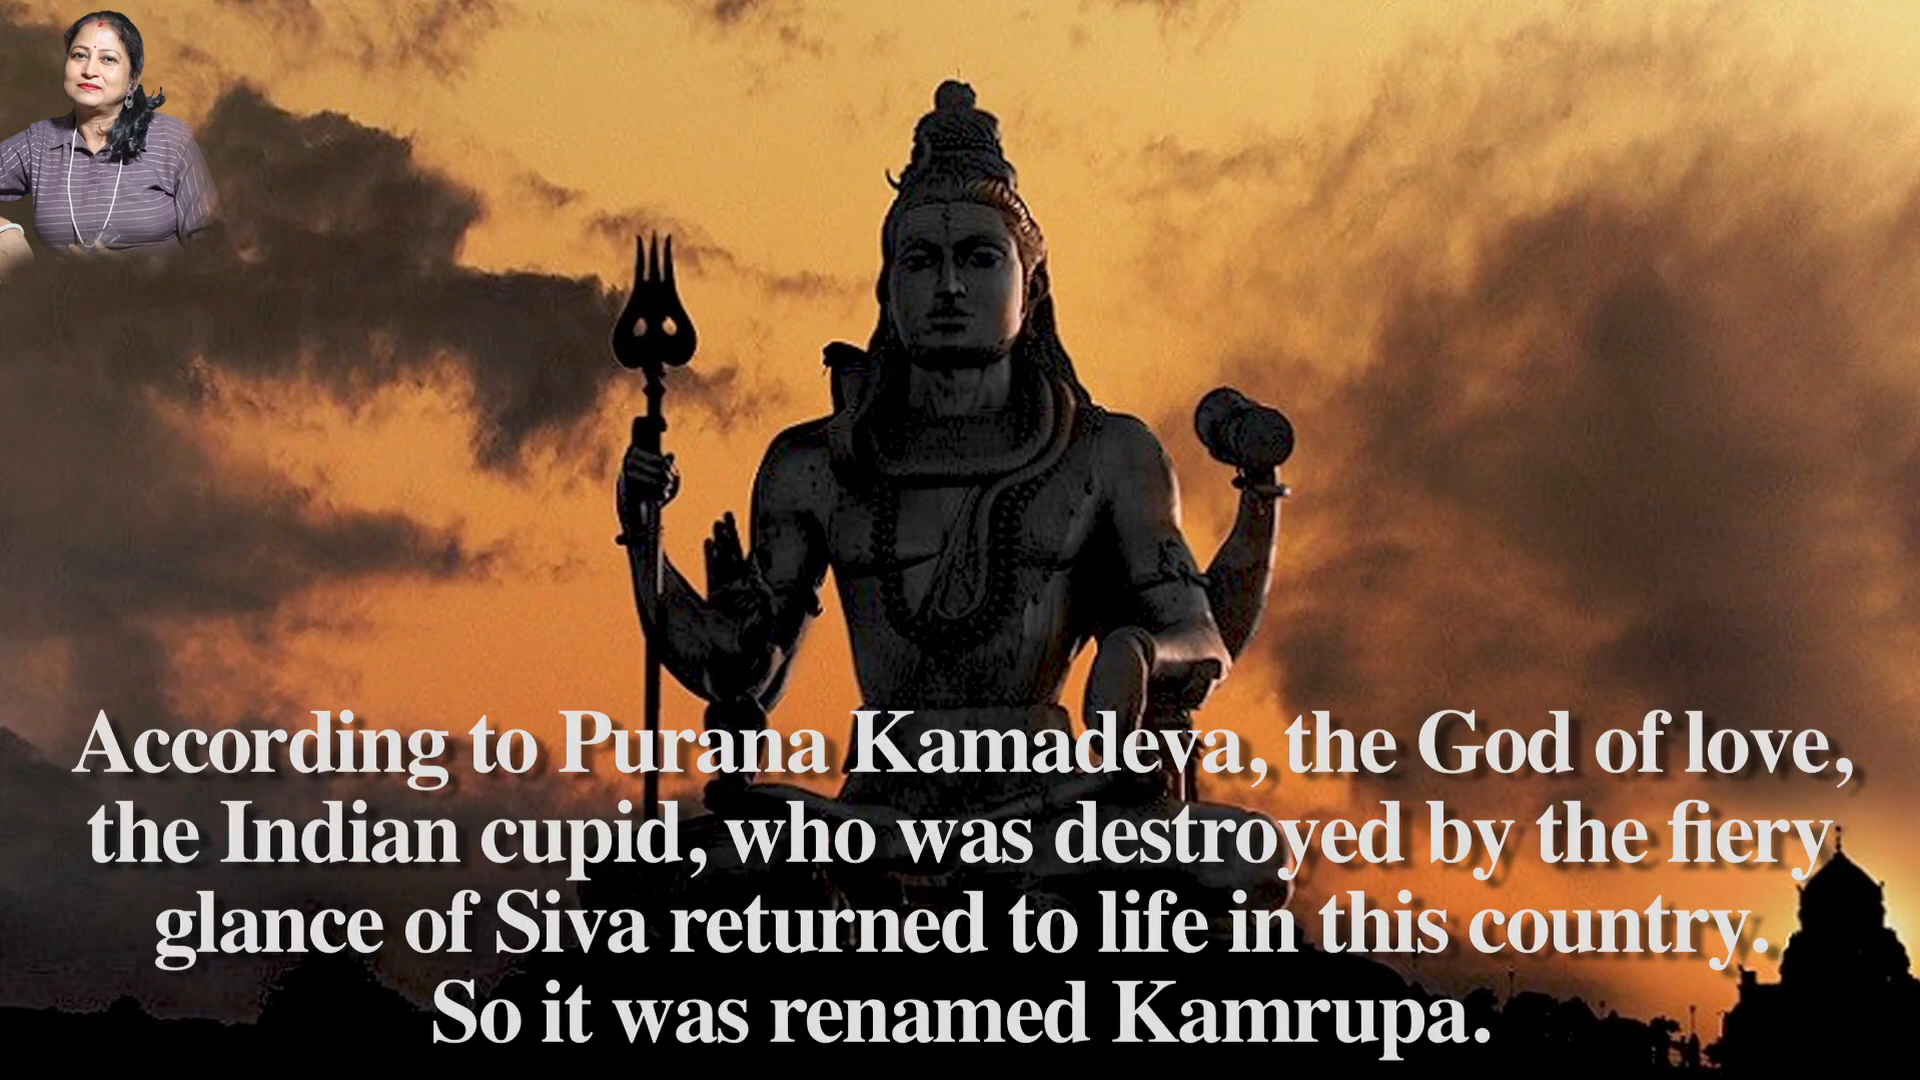 According to Purana Kamadeva, the God of love,
the Indian cupid, who was destroyed by the fiery
glance of Siva returned to life in this country.
So it was renamed Kamrupa.